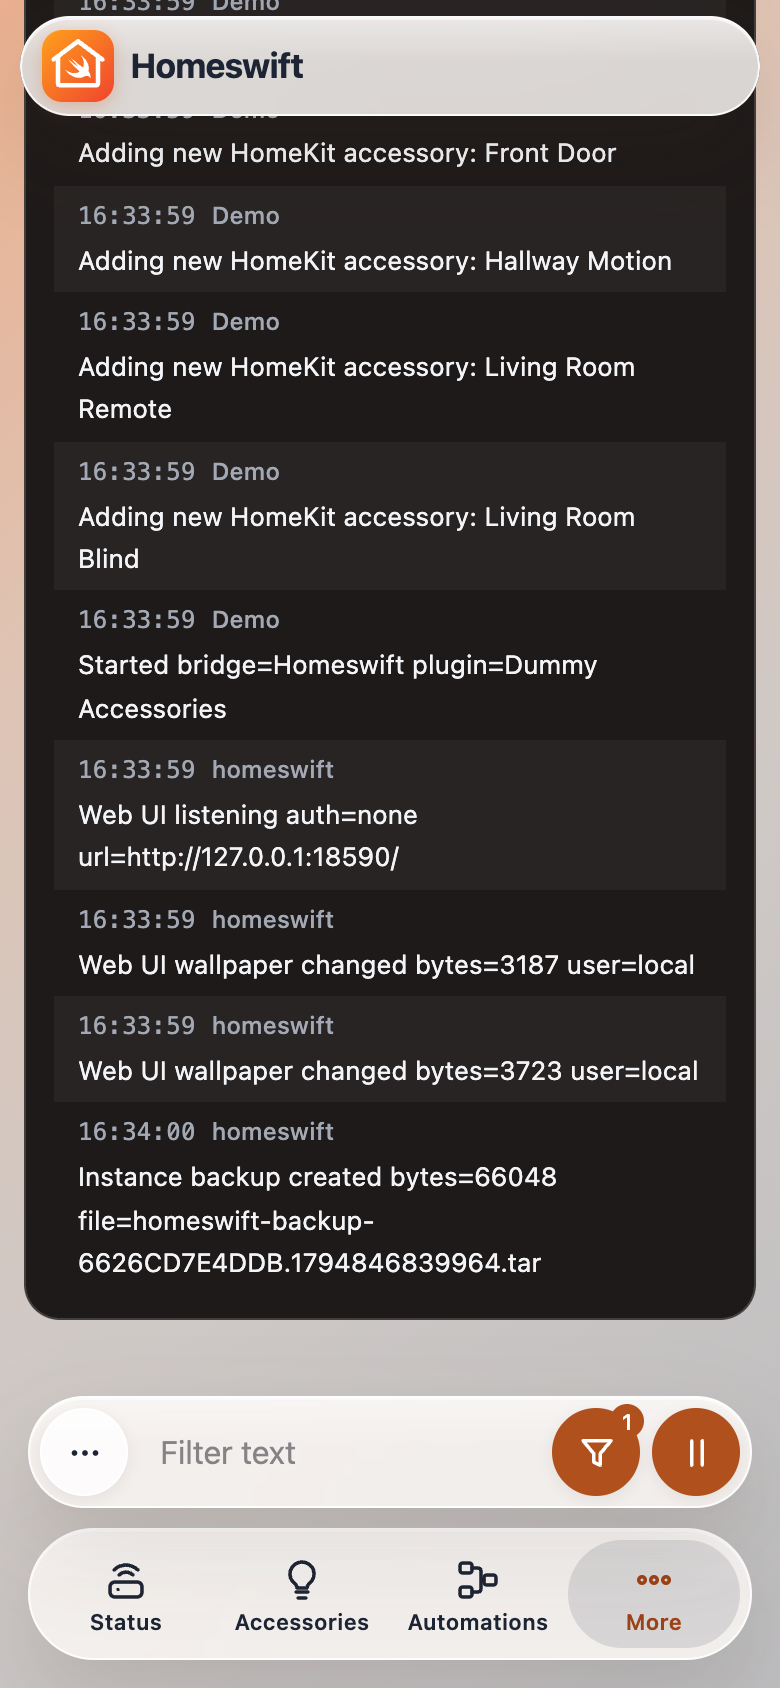 16:33:59 Demo
Homeswift
Adding new HomeKit accessory: Front Door
16:33:59 Demo
Adding new HomeKit accessory: Hallway Motion
16:33:59 Demo
Adding new HomeKit accessory: Living Room
Remote
16:33:59 Demo
Adding new HomeKit accessory: Living Room
Blind
16:33:59 Demo
Started bridge=Homeswift plugin=Dummy
Accessories
16:33:59 homeswift
Web UI listening auth=none
url=http://127.0.0.1:18590/
16:33:59 homeswift
Web UI wallpaper changed bytes=3187 user=local
16:33:59 homeswift
Web UI wallpaper changed bytes=3723 user=local
16:34:00 homeswift
Instance backup created bytes=66048
file=homeswift-backup-
6626CD7E4DDB.1794846839964.tar
Filter text
1
Status Accessories Automations More